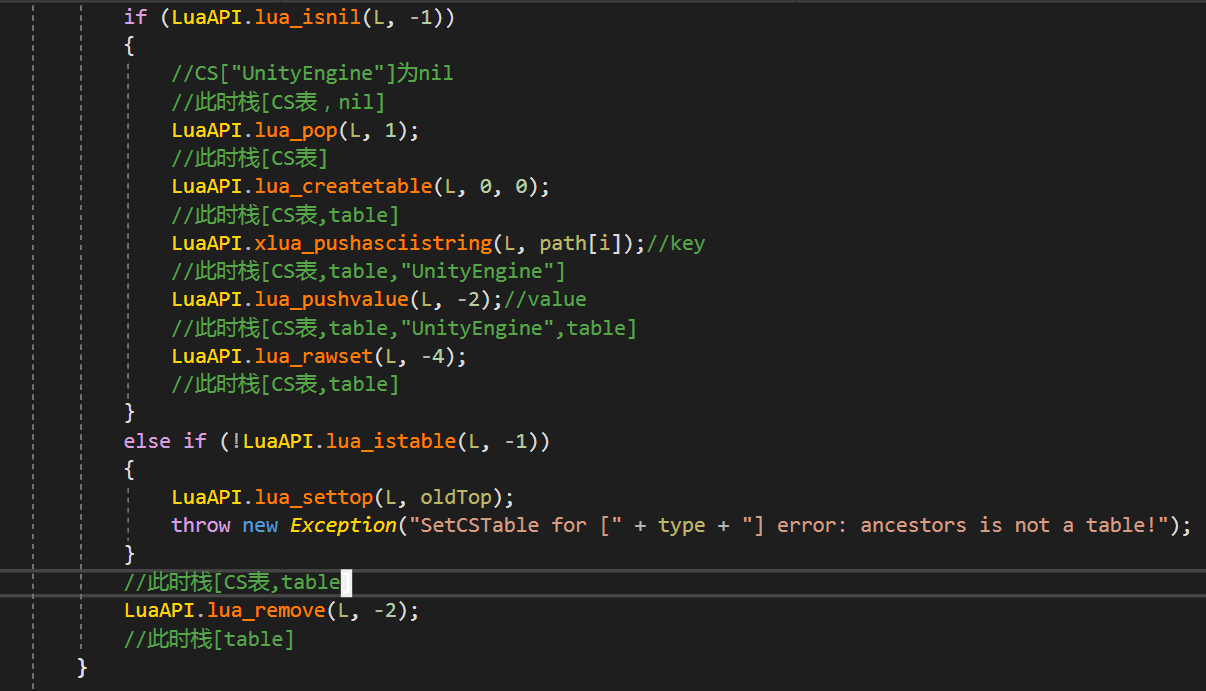 if (LuaAPI.lua_isnil(L, -1))
{
//CS["UnityEngine"]为nil
//此时栈[CS表，nil]
LuaAPI.lua_pop(L, 1);
//此时栈[CS表]
LuaAPI.lua_createtable(L, 0, 0);
//此时栈[CS表,table]
LuaAPI.xlua_pushasciistring(L, path[i]);//key
//此时栈[CS表,table,"UnityEngine"]
LuaAPI.lua_pushvalue(L, -2);//value
//此时栈[CS表,table,"UnityEngine",table]
LuaAPI.lua_rawset(L, -4);
//此时栈[CS表,table]
}
else if (!LuaAPI.lua_istable(L, -1))
{
LuaAPI.lua_settop(L, oldTop);
throw new Exception("SetCSTable for [" + type + "] error: ancestors is not a table!");
}
//此时栈[CS表,table]
LuaAPI.lua_remove(L, -2);
//此时栈[table]
}